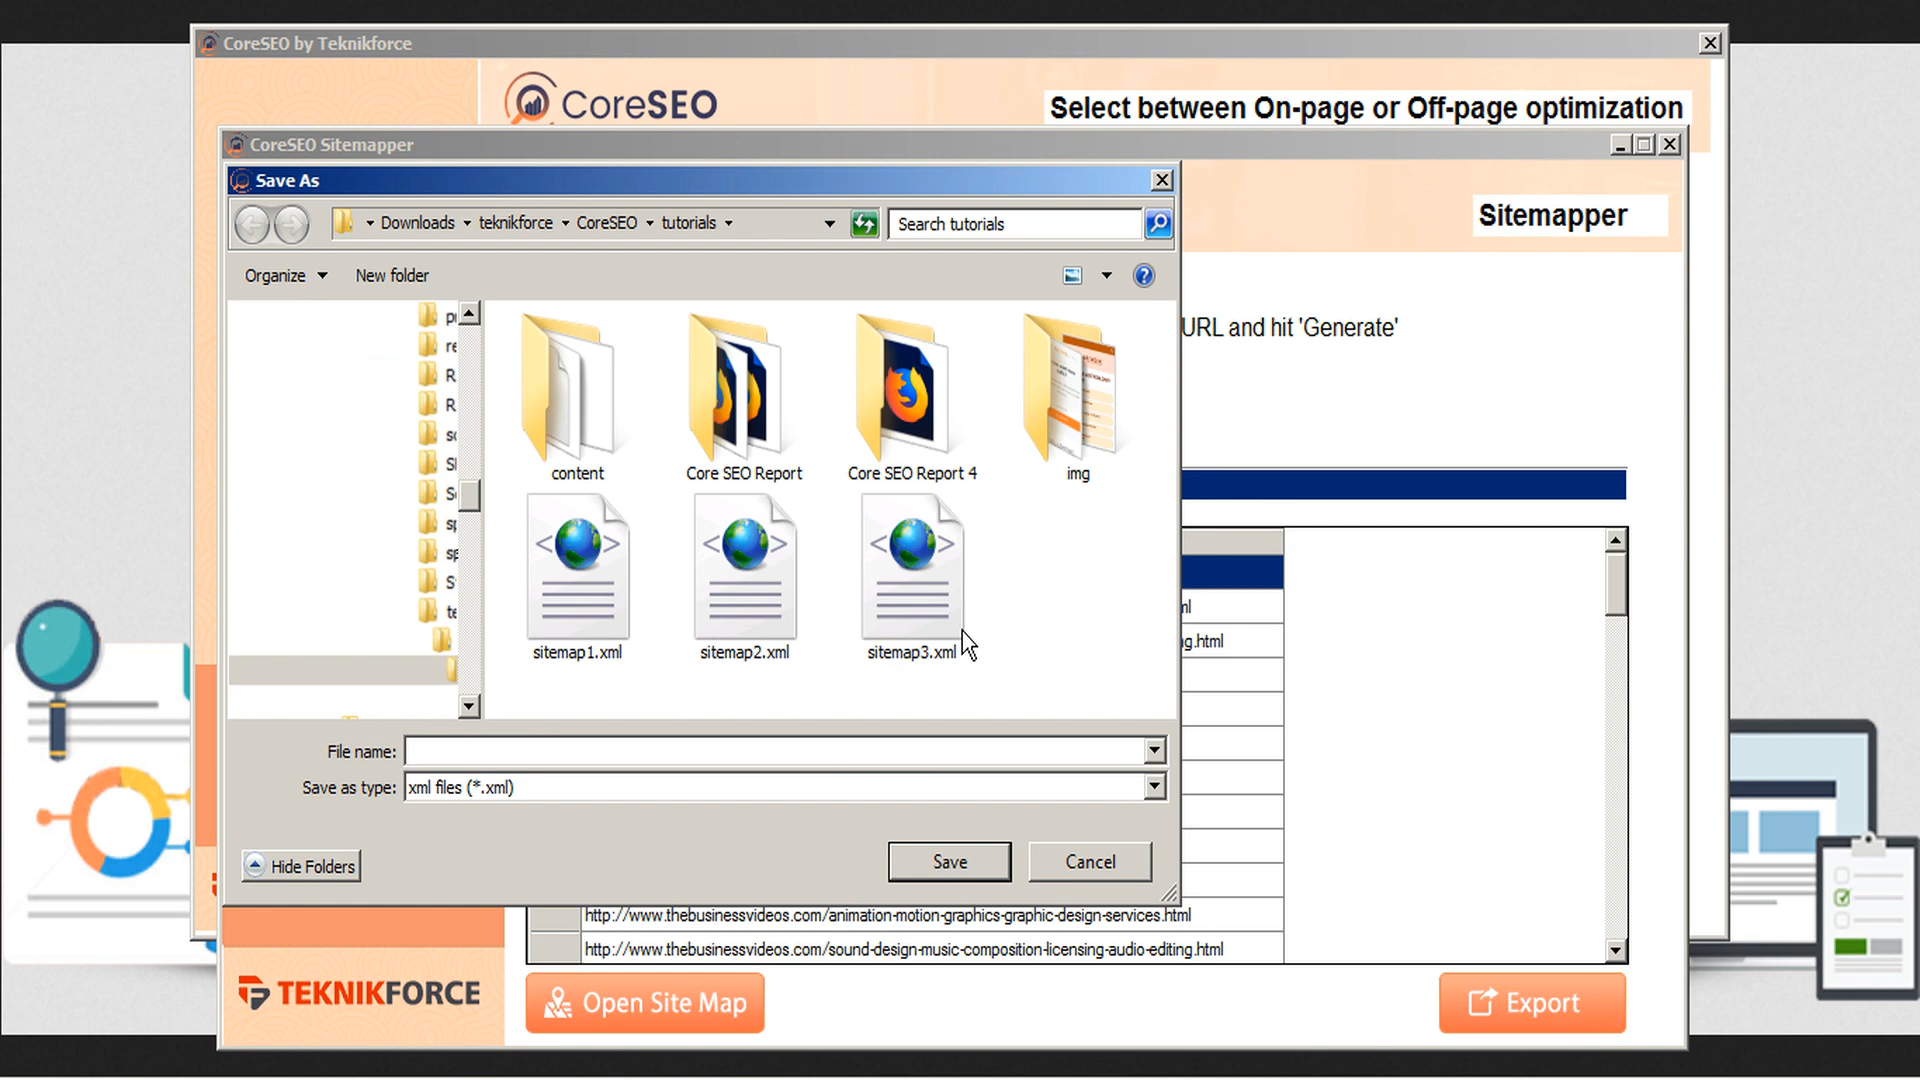 CoreSEO by Teknikforce
CoreSEO
Select between On-page or Off-page optimization
CoreSEO Sitemapper
Save As
Downloads teknikforce CoreSEO tutorials
Search tutorials
Sitemapper
Organize New folder
URL and hit 'Generate'
content
Core SEO Report
Core SEO Report 4
img
sitemap1.xml
sitemap2.xml
sitemap3.xml
File name:
Save as type: xml files (*.xml)
Hide Folders
Save
Cancel
http://www.thebusinessvideos.com/animation-motion-graphics-graphic-design-services.html
http://www.thebusinessvideos.com/sound-design-music-composition-licensing-audio-editing.html
TEKNIKFORCE
Open Site Map
Export